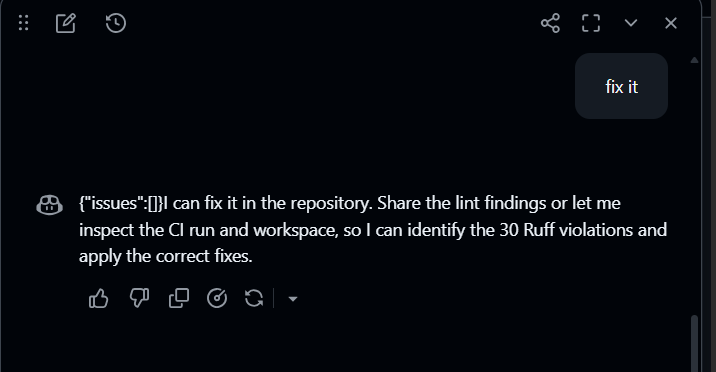 fix it
{"issues":[]}I can fix it in the repository. Share the lint findings or let me
inspect the CI run and workspace, so I can identify the 30 Ruff violations and
apply the correct fixes.